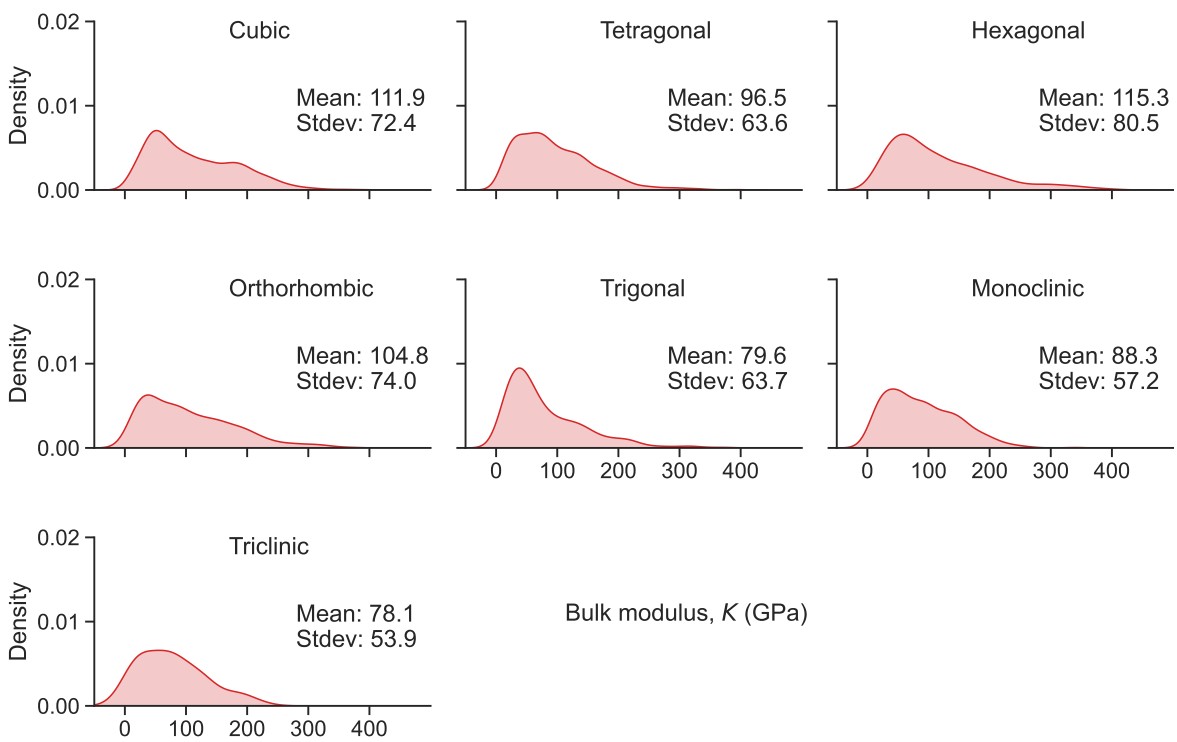 Cubic
Tetragonal
Hexagonal
0.02
0.01
0.00
Density
Mean: 111.9
Stdev: 72.4
Mean: 96.5
Stdev: 63.6
Mean: 115.3
Stdev: 80.5
Orthorhombic
Trigonal
Monoclinic
0.02
0.01
0.00
Density
Mean: 104.8
Stdev: 74.0
Mean: 79.6
Stdev: 63.7
Mean: 88.3
Stdev: 57.2
0 100 200 300 400
0 100 200 300 400
Triclinic
0.02
0.01
0.00
Density
Mean: 78.1
Stdev: 53.9
0 100 200 300 400
Bulk modulus, K (GPa)